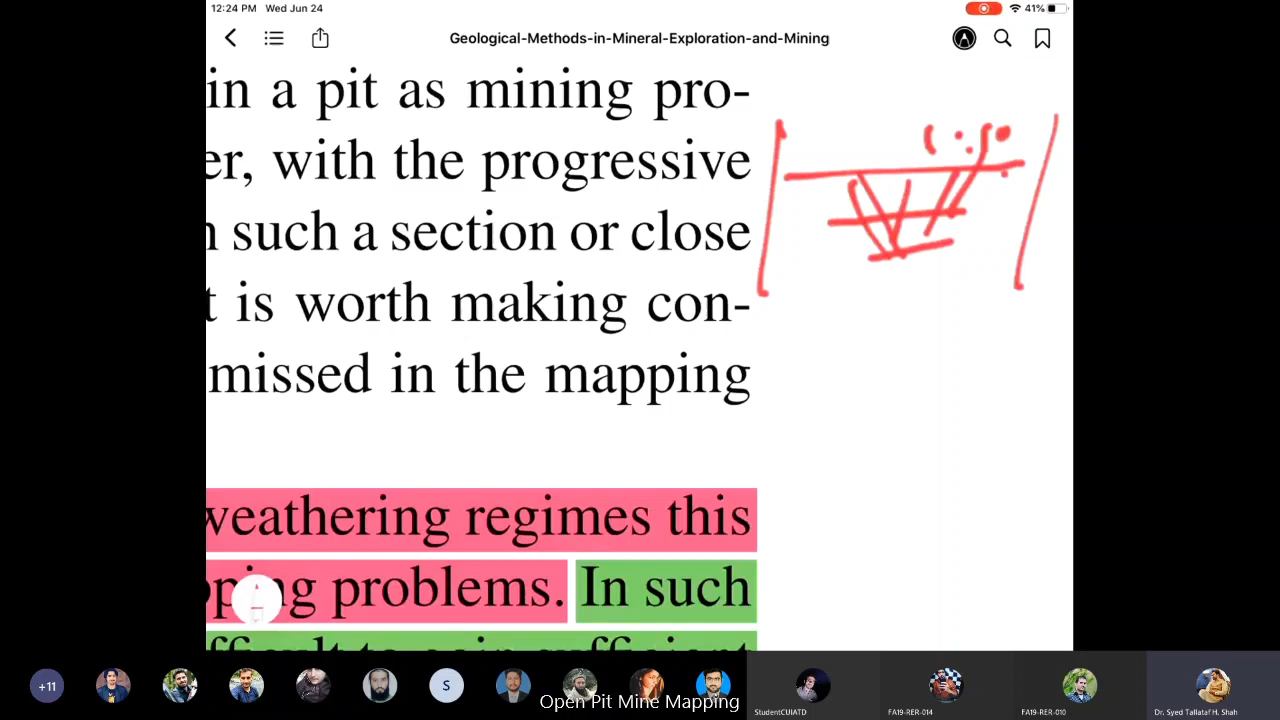 12:24 PM Wed Jun 24
41%
Geological-Methods-in-Mineral-Exploration-and-Mining
in a pit as mining pro-
er, with the progressive
such a section or close
t is worth making con-
missed in the mapping
weathering regimes this
problems. In such
to gain sufficient
+11
S
Open Pit Mine Mapping
StudentCUIATD
FA19-RER-014
FA19-RER-010
Dr. Syed Tallataf H. Shah